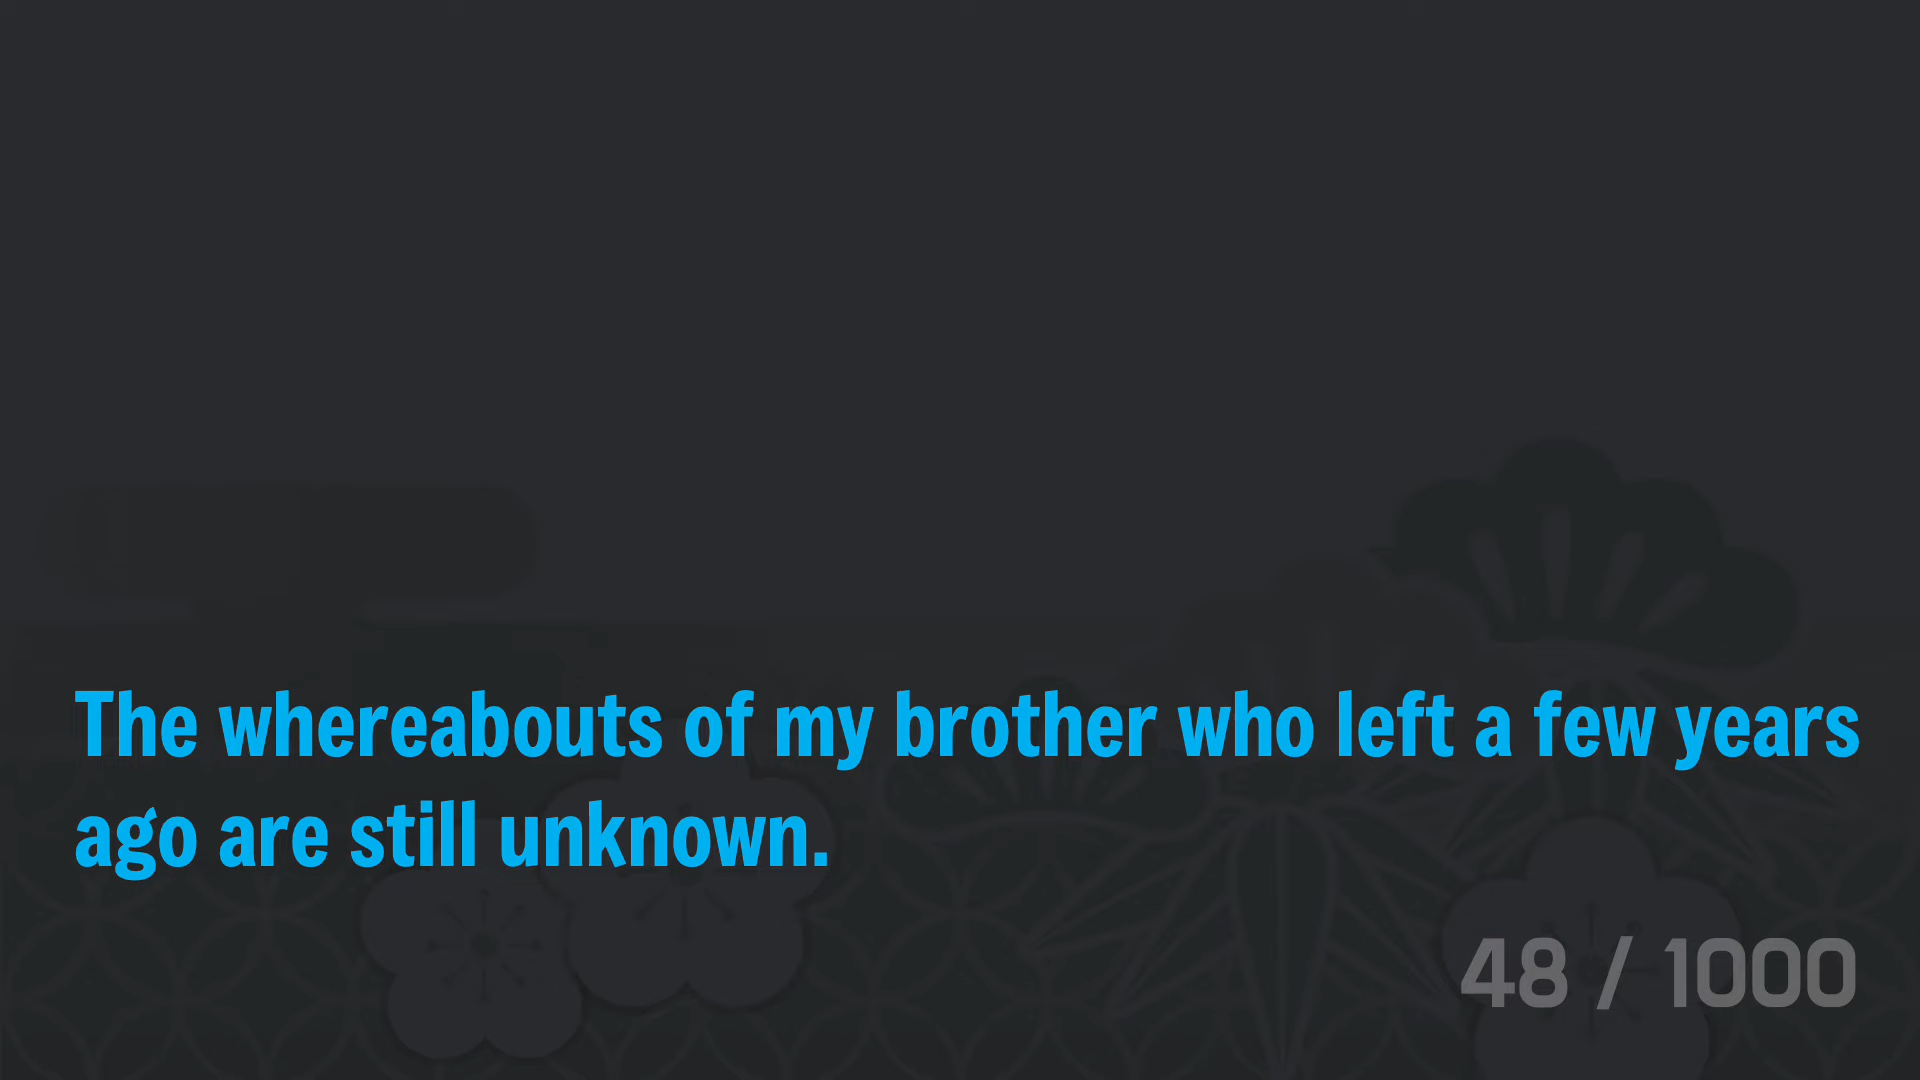 The whereabouts of my brother who left a few years
ago are still unknown.
48 / 1000